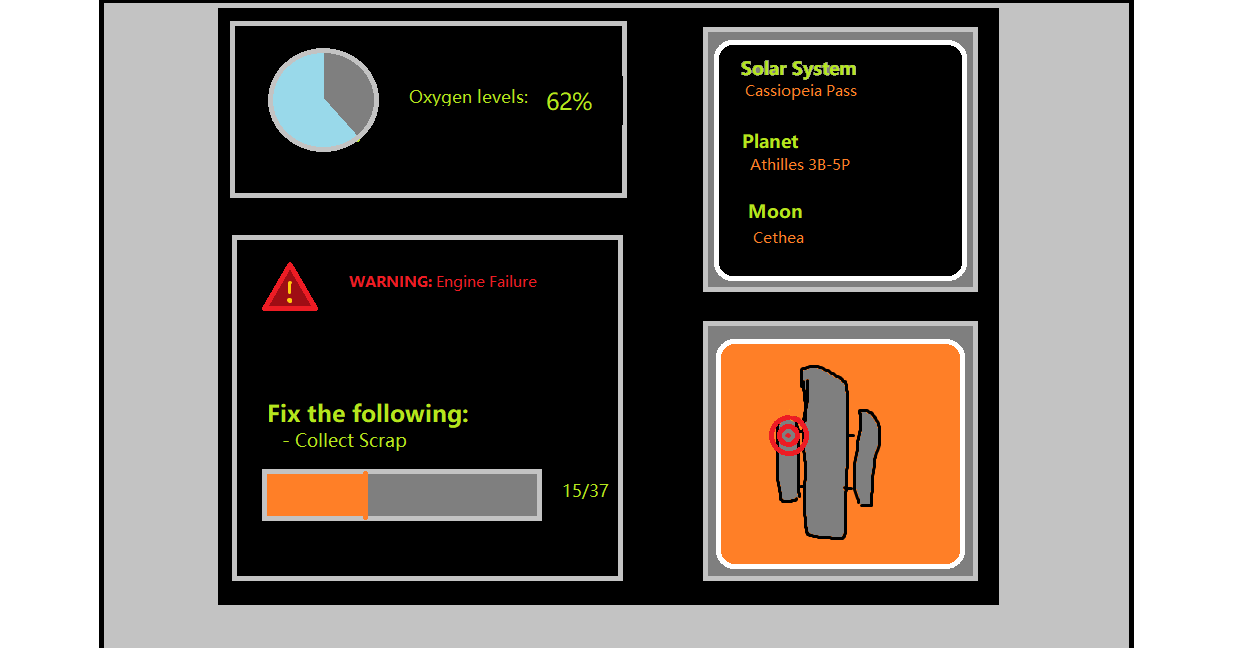 Oxygen levels: 62%
WARNING: Engine Failure
Fix the following:
- Collect Scrap
15/37
Solar System
Cassiopeia Pass
Planet
Athilles 3B-5P
Moon
Cethea